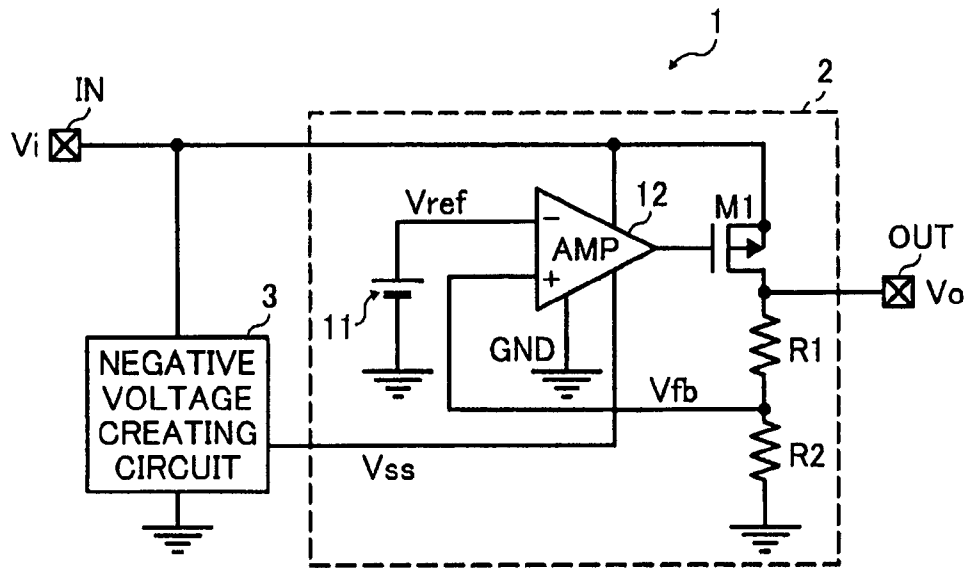 1
2
IN
Vi
Vref
12
M1
AMP
−
+
OUT
Vo
11
3
GND
R1
NEGATIVE
VOLTAGE
CREATING
CIRCUIT
Vfb
R2
Vss